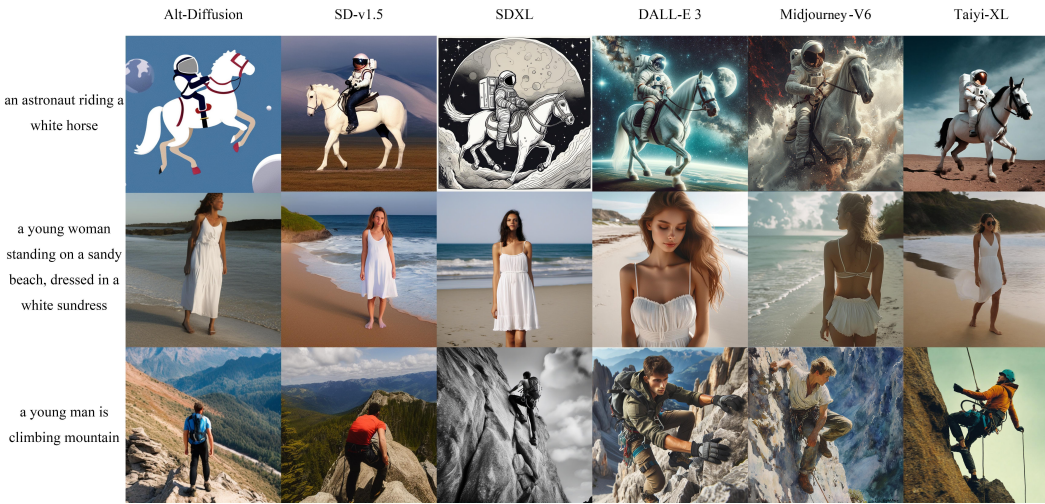 Alt-Diffusion SD-v1.5 SDXL DALL-E 3 Midjourney-V6 Taiyi-XL
an astronaut riding a
white horse
a young woman
standing on a sandy
beach, dressed in a
white sundress
a young man is
climbing mountain